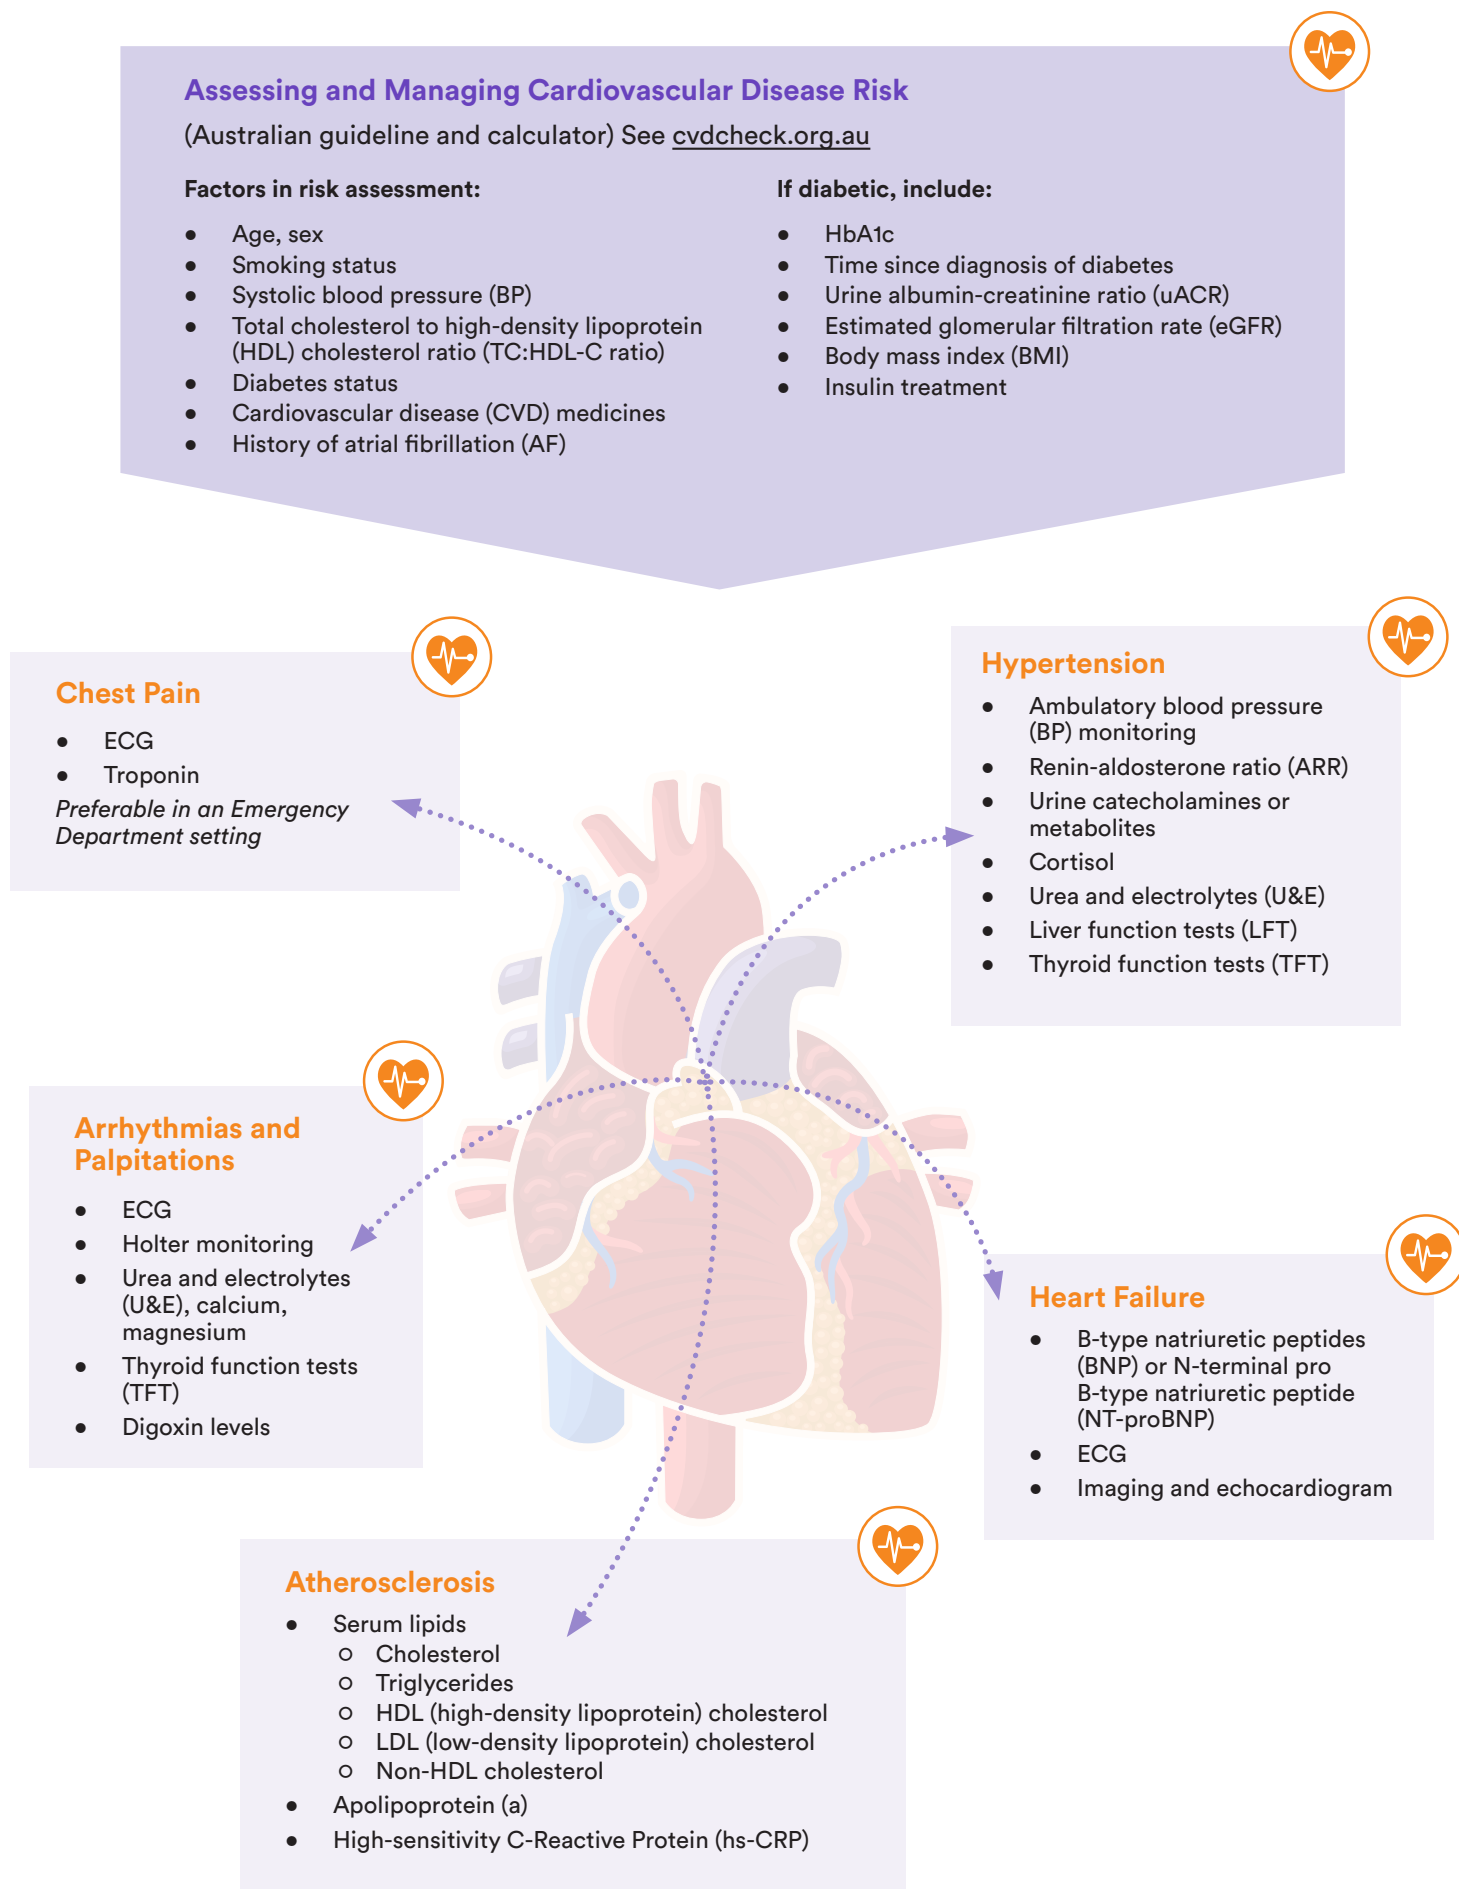 Assessing and Managing Cardiovascular Disease Risk
(Australian guideline and calculator) See cvdcheck.org.au
Factors in risk assessment:
● Age, sex
● Smoking status
● Systolic blood pressure (BP)
● Total cholesterol to high-density lipoprotein
(HDL) cholesterol ratio (TC:HDL-C ratio)
● Diabetes status
● Cardiovascular disease (CVD) medicines
● History of atrial fibrillation (AF)
If diabetic, include:
● HbA1c
● Time since diagnosis of diabetes
● Urine albumin-creatinine ratio (uACR)
● Estimated glomerular filtration rate (eGFR)
● Body mass index (BMI)
● Insulin treatment
Chest Pain
● ECG
● Troponin
Preferable in an Emergency
Department setting
Hypertension
● Ambulatory blood pressure
(BP) monitoring
● Renin-aldosterone ratio (ARR)
● Urine catecholamines or
metabolites
● Cortisol
● Urea and electrolytes (U&E)
● Liver function tests (LFT)
● Thyroid function tests (TFT)
Arrhythmias and
Palpitations
● ECG
● Holter monitoring
● Urea and electrolytes
(U&E), calcium,
magnesium
● Thyroid function tests
(TFT)
● Digoxin levels
Heart Failure
● B-type natriuretic peptides
(BNP) or N-terminal pro
B-type natriuretic peptide
(NT-proBNP)
● ECG
● Imaging and echocardiogram
Atherosclerosis
● Serum lipids
○ Cholesterol
○ Triglycerides
○ HDL (high-density lipoprotein) cholesterol
○ LDL (low-density lipoprotein) cholesterol
○ Non-HDL cholesterol
● Apolipoprotein (a)
● High-sensitivity C-Reactive Protein (hs-CRP)